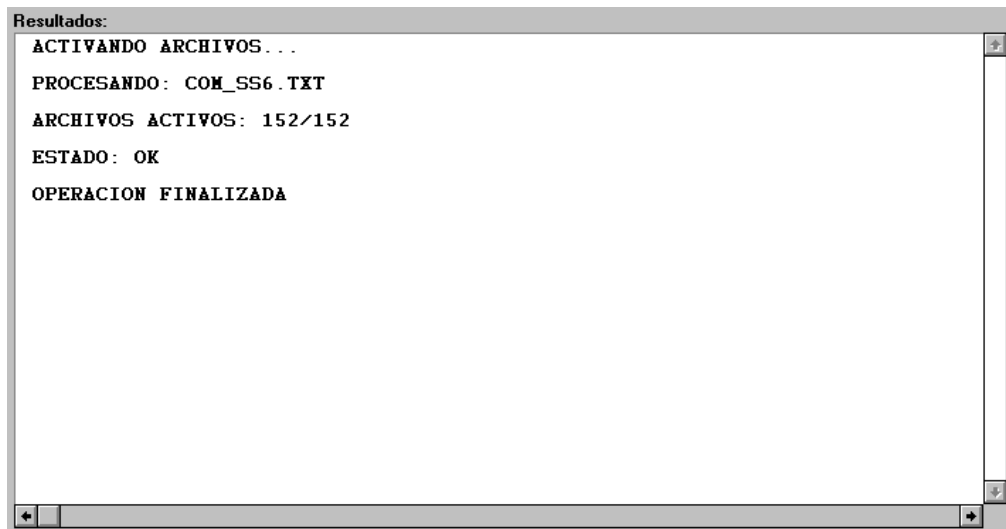 Resultados:
ACTIVANDO ARCHIVOS...
PROCESANDO: COM_SS6.TXT
ARCHIVOS ACTIVOS: 152/152
ESTADO: OK
OPERACION FINALIZADA